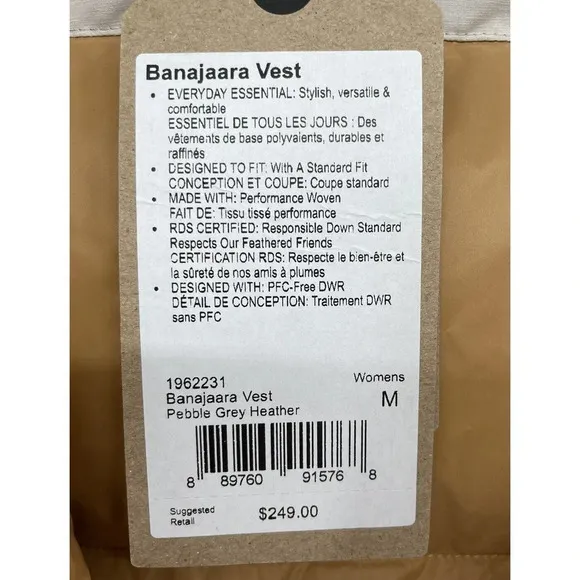 Banajaara Vest
• EVERYDAY ESSENTIAL: Stylish, versatile &
comfortable
ESSENTIEL DE TOUS LES JOURS : Des
vêtements de base polyvalents, durables et
raffinés
• DESIGNED TO FIT: With A Standard Fit
CONCEPTION ET COUPE: Coupe standard
• MADE WITH: Performance Woven
FAIT DE: Tissu tissé performance
• RDS CERTIFIED: Responsible Down Standard
Respects Our Feathered Friends
CERTIFICATION RDS: Respecte le bien-être et
la sûreté de nos amis à plumes
• DESIGNED WITH: PFC-Free DWR
DÉTAIL DE CONCEPTION: Traitement DWR
sans PFC
1962231 Womens
Banajaara Vest M
Pebble Grey Heather
8 89760 91576 8
Suggested
Retail $249.00